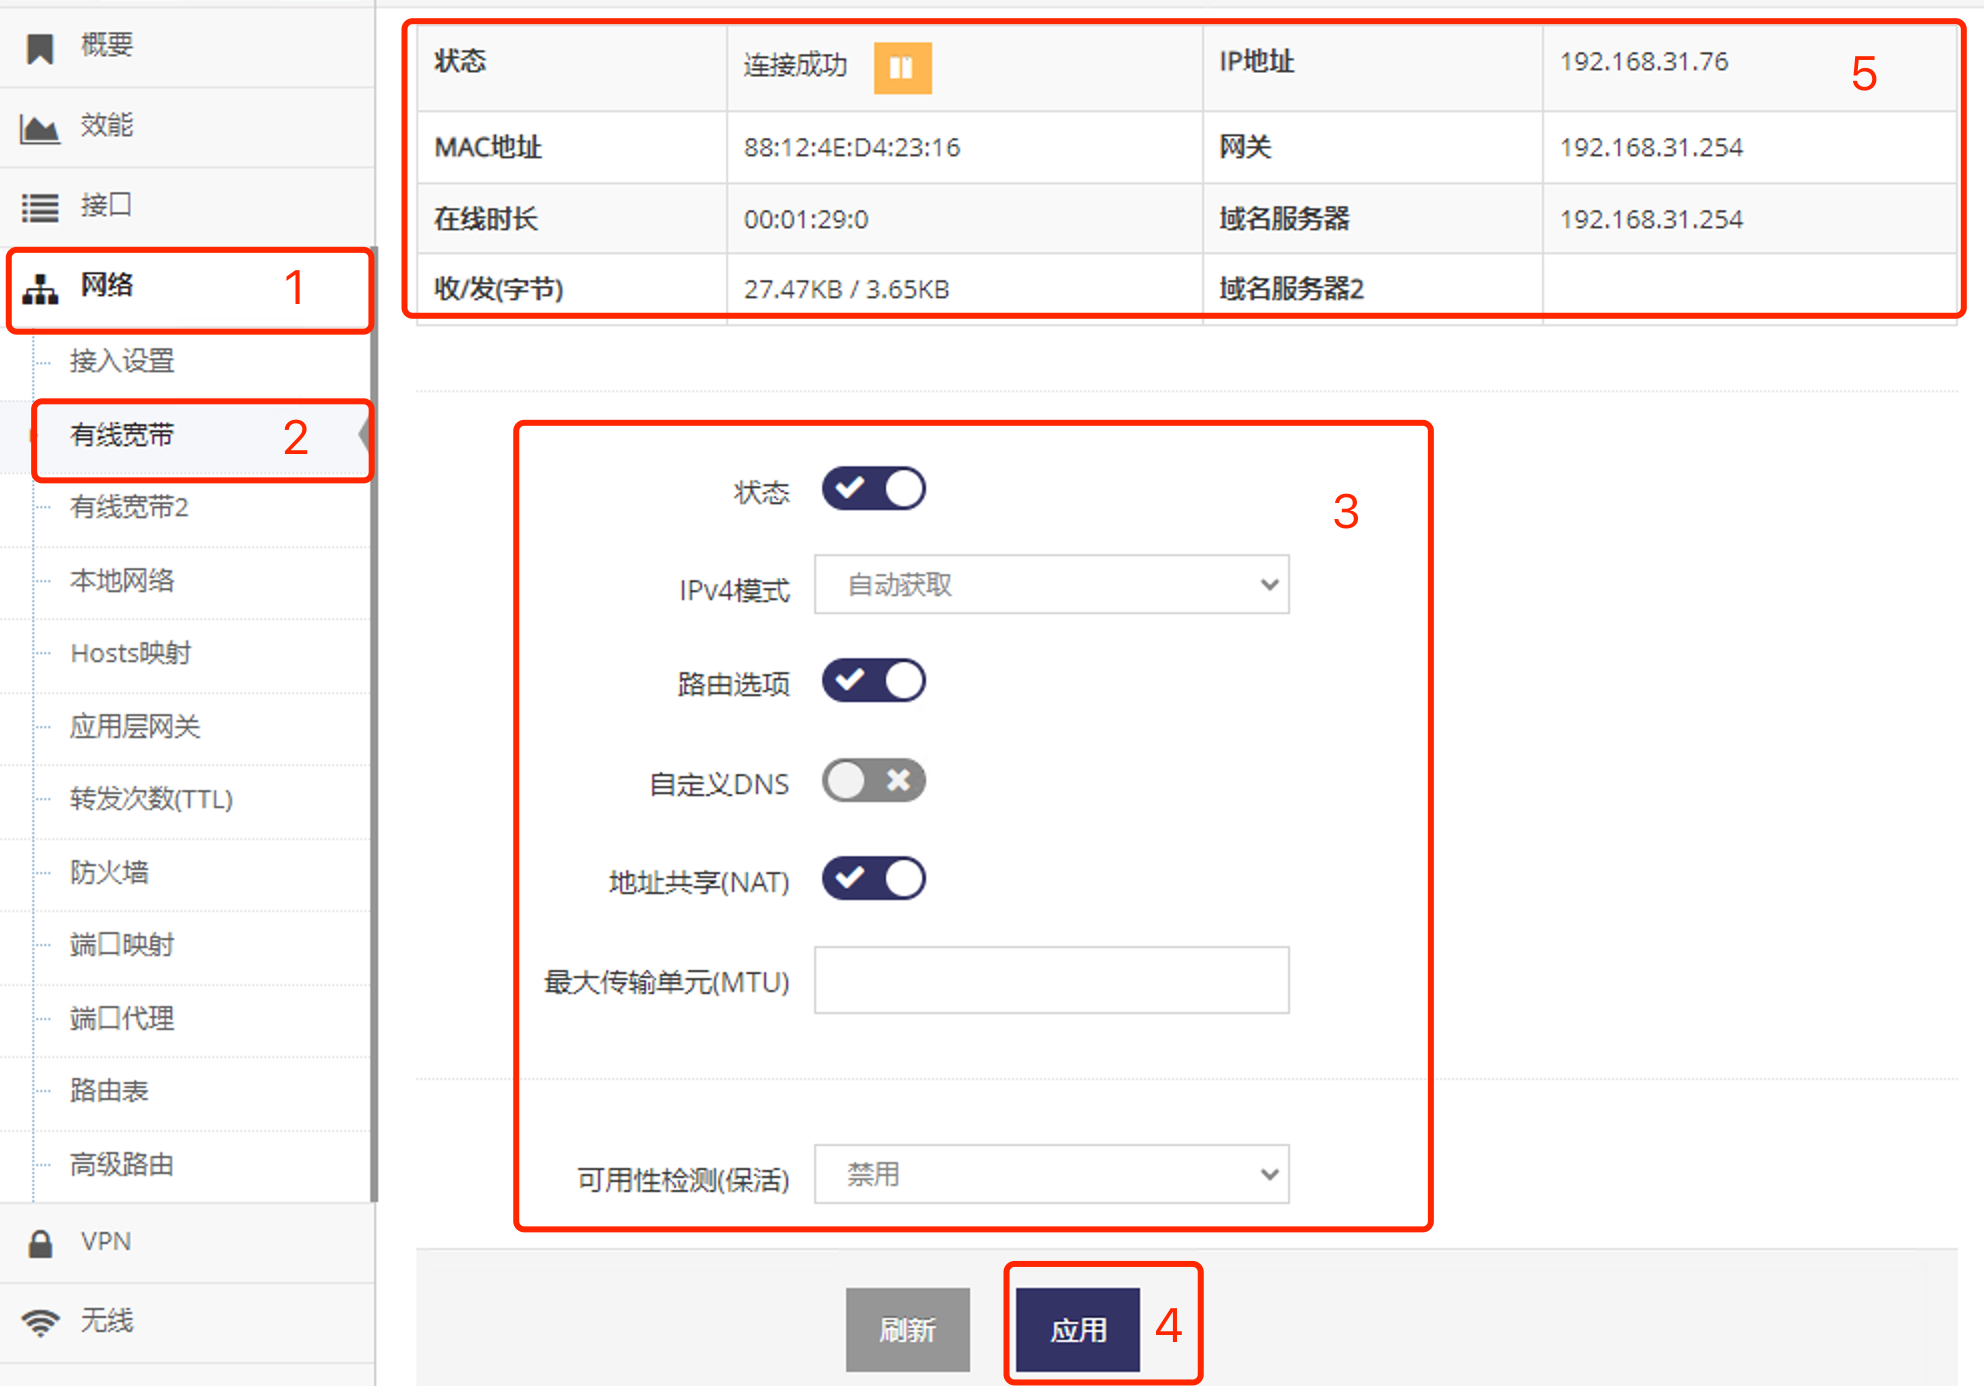 概要
效能
接口
网络 1
接入设置
有线宽带 2
有线宽带2
本地网络
Hosts映射
应用层网关
转发次数(TTL)
防火墙
端口映射
端口代理
路由表
高级路由
VPN
无线
状态 连接成功 IP地址 192.168.31.76 5
MAC地址 88:12:4E:D4:23:16 网关 192.168.31.254
在线时长 00:01:29:0 域名服务器 192.168.31.254
收/发(字节) 27.47KB / 3.65KB 域名服务器2
状态 3
IPv4模式 自动获取
路由选项
自定义DNS
地址共享(NAT)
最大传输单元(MTU)
可用性检测(保活) 禁用
刷新 应用 4